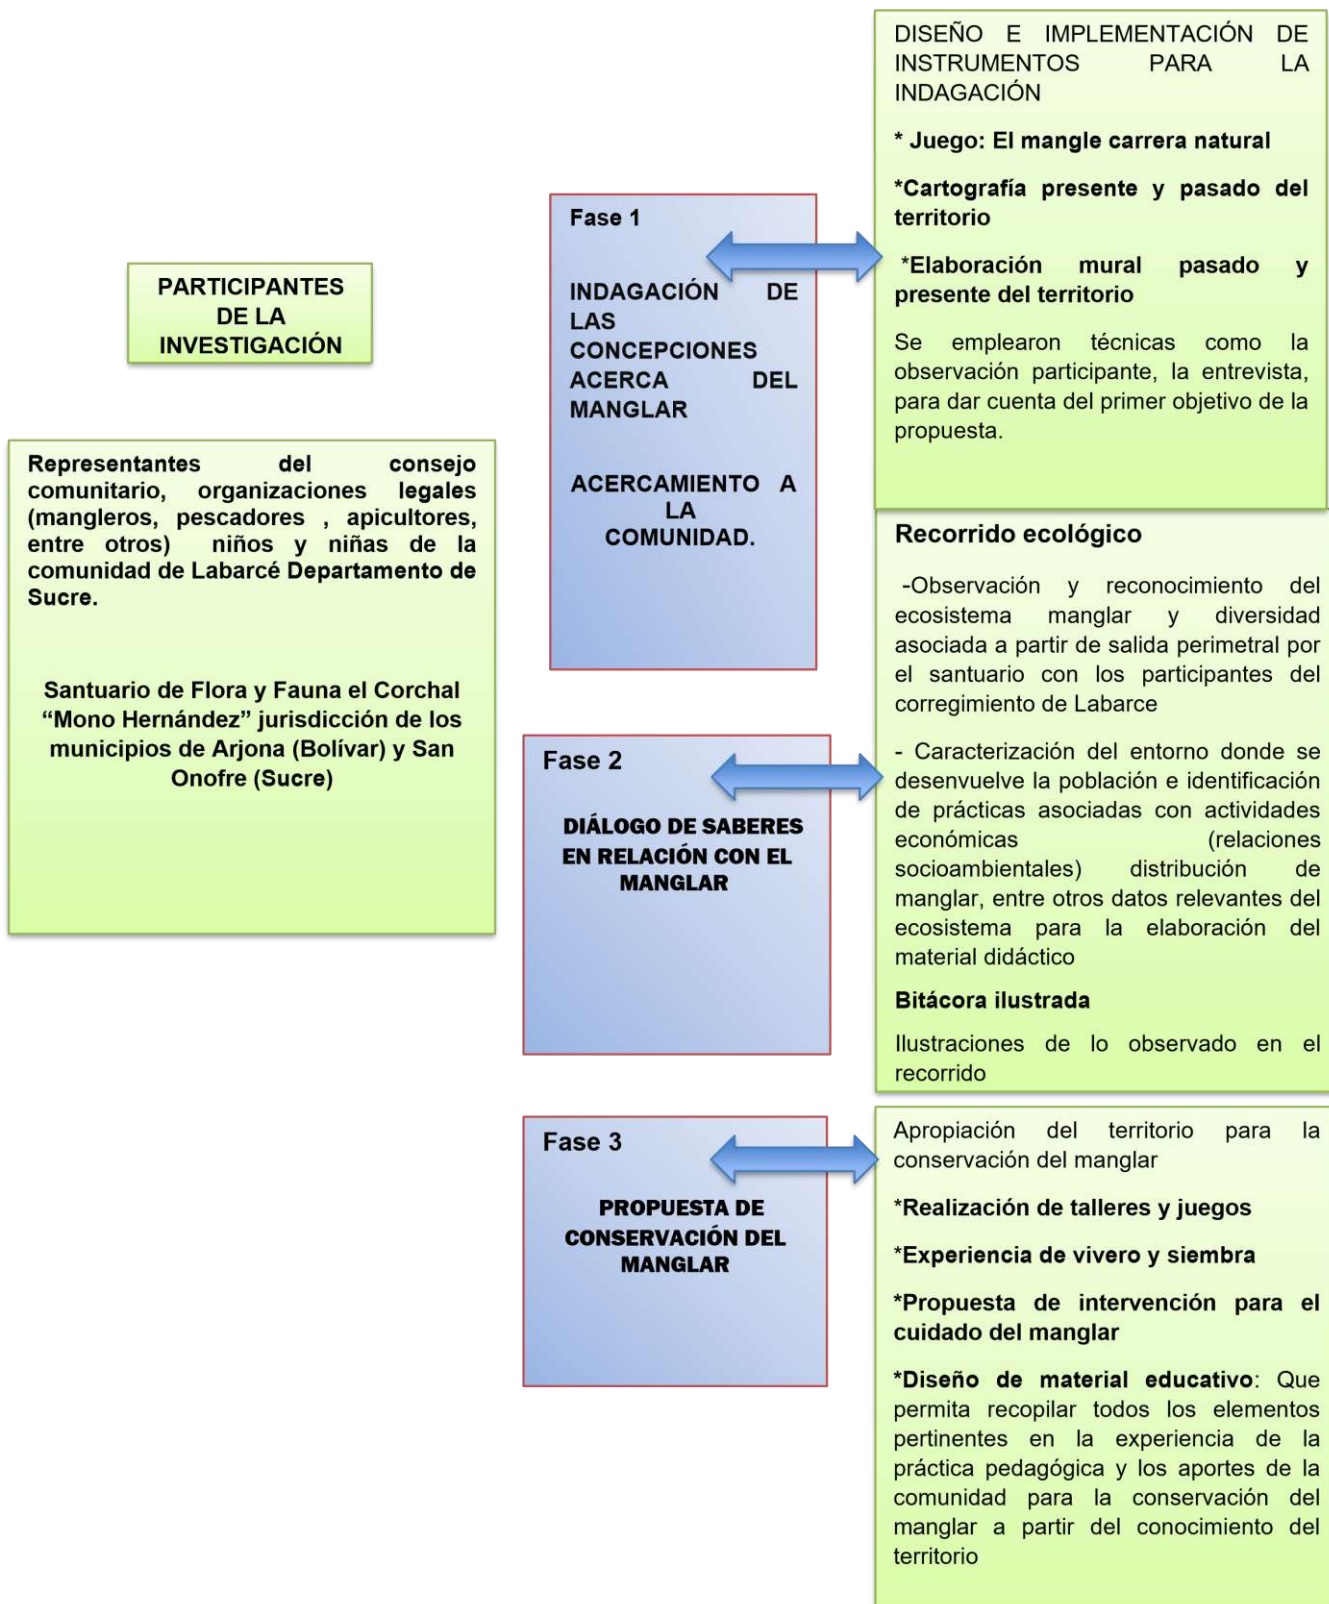 PARTICIPANTES
DE LA
INVESTIGACIÓN
Representantes del consejo
comunitario, organizaciones legales
(mangleros, pescadores , apicultores,
entre otros) niños y niñas de la
comunidad de Labarcé Departamento de
Sucre.
Santuario de Flora y Fauna el Corchal
“Mono Hernández” jurisdicción de los
municipios de Arjona (Bolívar) y San
Onofre (Sucre)
Fase 1
INDAGACIÓN DE
LAS
CONCEPCIONES
ACERCA DEL
MANGLAR
ACERCAMIENTO A
LA
COMUNIDAD.
DISEÑO E IMPLEMENTACIÓN DE
INSTRUMENTOS PARA LA
INDAGACIÓN
* Juego: El mangle carrera natural
*Cartografía presente y pasado del
territorio
*Elaboración mural pasado y
presente del territorio
Se emplearon técnicas como la
observación participante, la entrevista,
para dar cuenta del primer objetivo de la
propuesta.
Fase 2
DIÁLOGO DE SABERES
EN RELACIÓN CON EL
MANGLAR
Recorrido ecológico
-Observación y reconocimiento del
ecosistema manglar y diversidad
asociada a partir de salida perimetral por
el santuario con los participantes del
corregimiento de Labarce
- Caracterización del entorno donde se
desenvuelve la población e identificación
de prácticas asociadas con actividades
económicas (relaciones
socioambientales) distribución de
manglar, entre otros datos relevantes del
ecosistema para la elaboración del
material didáctico
Bitácora ilustrada
Ilustraciones de lo observado en el
recorrido
Fase 3
PROPUESTA DE
CONSERVACIÓN DEL
MANGLAR
Apropiación del territorio para la
conservación del manglar
*Realización de talleres y juegos
*Experiencia de vivero y siembra
*Propuesta de intervención para el
cuidado del manglar
*Diseño de material educativo: Que
permita recopilar todos los elementos
pertinentes en la experiencia de la
práctica pedagógica y los aportes de la
comunidad para la conservación del
manglar a partir del conocimiento del
territorio